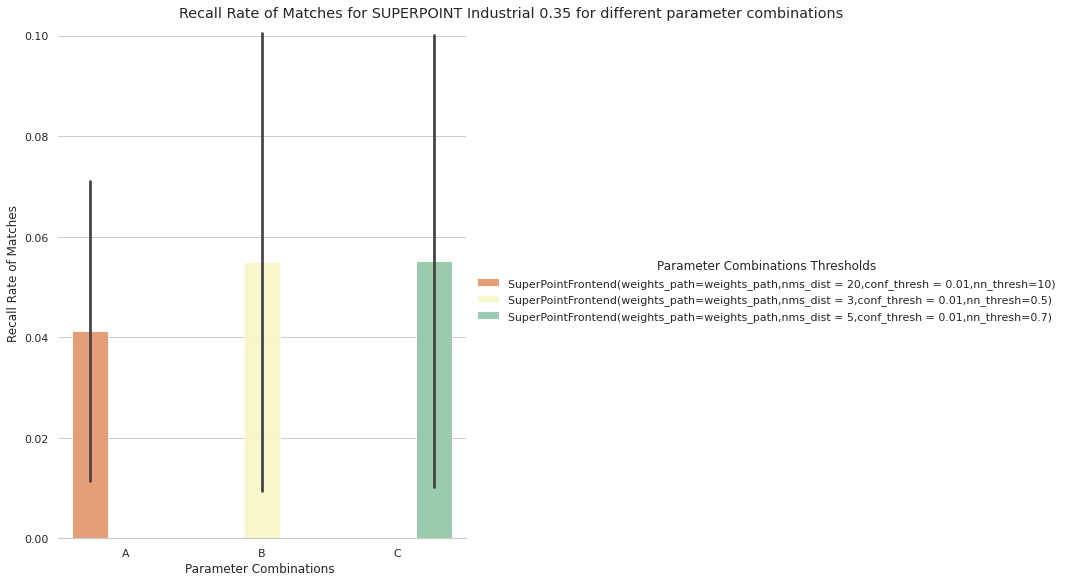 Recall Rate of Matches for SUPERPOINT Industrial 0.35 for different parameter combinations
0.10
0.08
0.06
0.04
0.02
0.00
Recall Rate of Matches
A
B
C
Parameter Combinations
Parameter Combinations Thresholds
SuperPointFrontend(weights_path=weights_path,nms_dist = 20,conf_thresh = 0.01,nn_thresh=10)
SuperPointFrontend(weights_path=weights_path,nms_dist = 3,conf_thresh = 0.01,nn_thresh=0.5)
SuperPointFrontend(weights_path=weights_path,nms_dist = 5,conf_thresh = 0.01,nn_thresh=0.7)